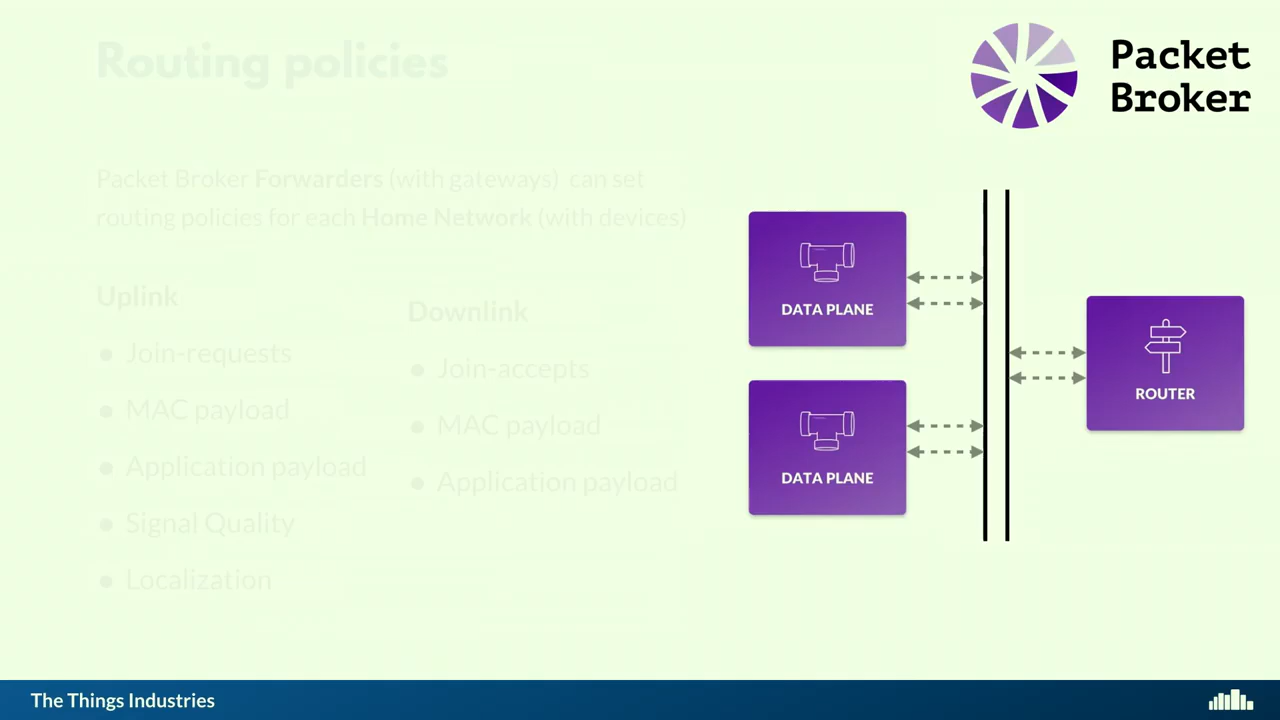 Routing policies
Packet Broker
Packet Broker Forwarders (with gateways) can set
routing policies for each Home Network (with devices)
Uplink
● Join-requests
● MAC payload
● Application payload
● Signal Quality
● Localization
Downlink
● Join-accepts
● MAC payload
● Application payload
DATA PLANE
DATA PLANE
ROUTER
The Things Industries